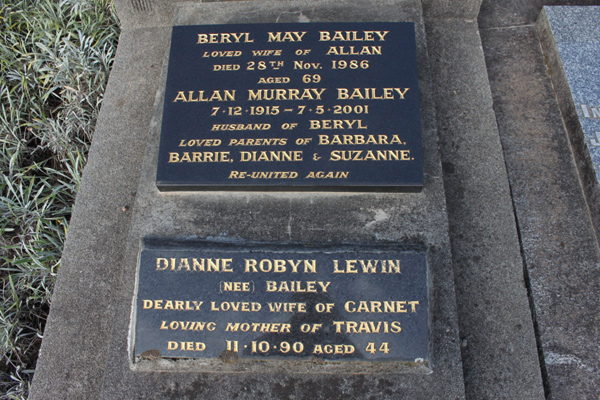 BERYL MAY BAILEY
LOVED WIFE OF ALLAN
DIED 28TH NOV. 1986
AGED 69
ALLAN MURRAY BAILEY
7·12·1915 – 7·5·2001
HUSBAND OF BERYL
LOVED PARENTS OF BARBARA,
BARRIE, DIANNE & SUZANNE.
RE-UNITED AGAIN
DIANNE ROBYN LEWIN
(NEE) BAILEY
DEARLY LOVED WIFE OF GARNET
LOVING MOTHER OF TRAVIS
DIED 11·10·90 AGED 44